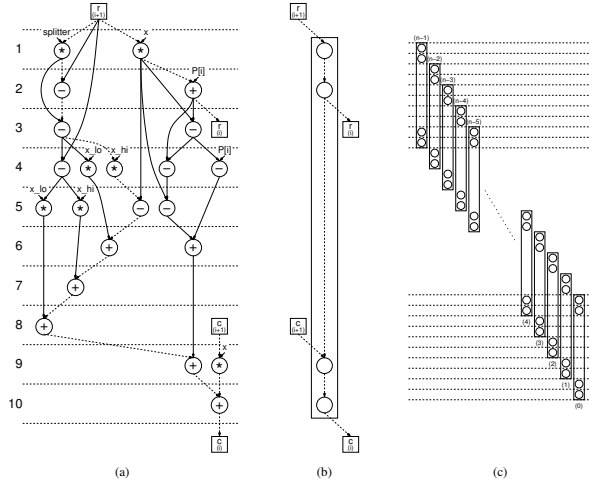 r
(i+1)
splitter
x
1
*
*
2
−
+
P[i]
3
−
−
r
(i)
x_lo
x_hi
P[i]
4
−
*
*
−
−
x_lo
x_hi
5
*
*
−
−
6
+
+
7
+
8
+
c
(i+1)
x
9
+
*
10
+
c
(i)
(a)
r
(i+1)
r
(i)
c
(i+1)
c
(i)
(b)
(n−1)
(n−2)
(n−3)
(n−4)
(n−5)
(4)
(3)
(2)
(1)
(0)
(c)